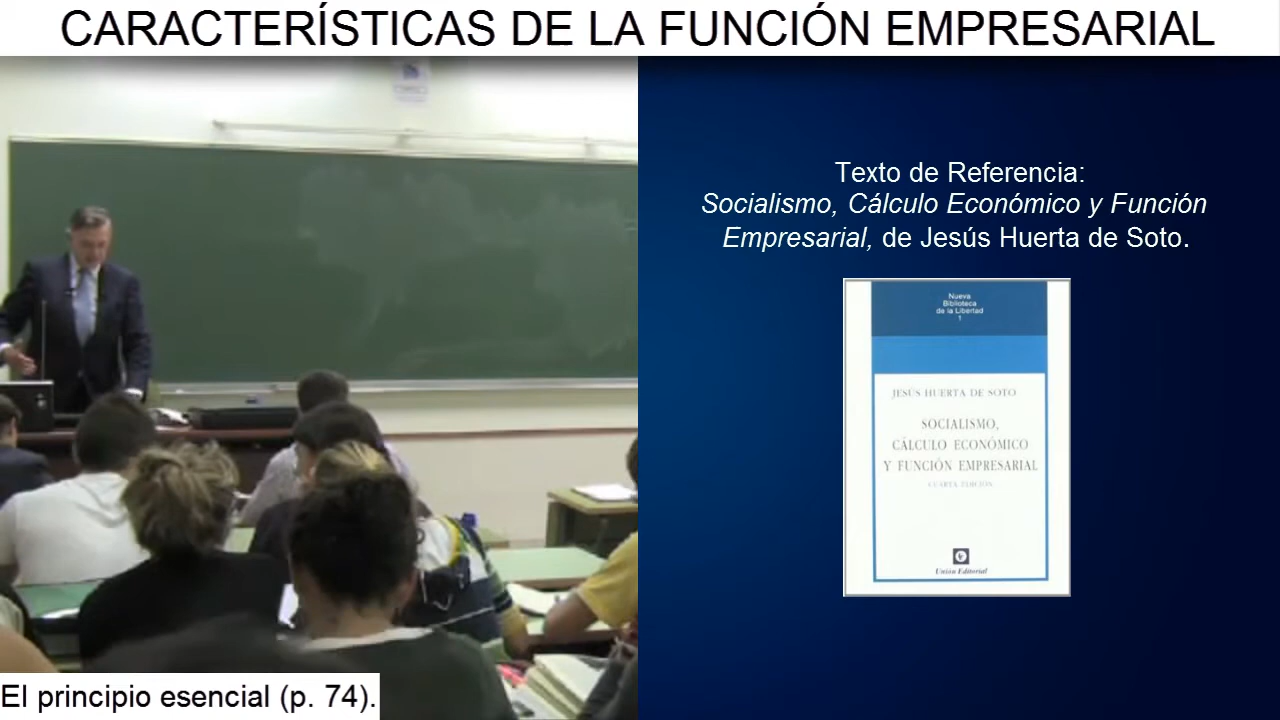 CARACTERÍSTICAS DE LA FUNCIÓN EMPRESARIAL
Texto de Referencia:
Socialismo, Cálculo Económico y Función
Empresarial, de Jesús Huerta de Soto.
Nueva
Biblioteca
de la Libertad
1
JESÚS HUERTA DE SOTO
SOCIALISMO,
CÁLCULO ECONÓMICO
Y FUNCIÓN EMPRESARIAL
CUARTA EDICIÓN
Unión Editorial
El principio esencial (p. 74).